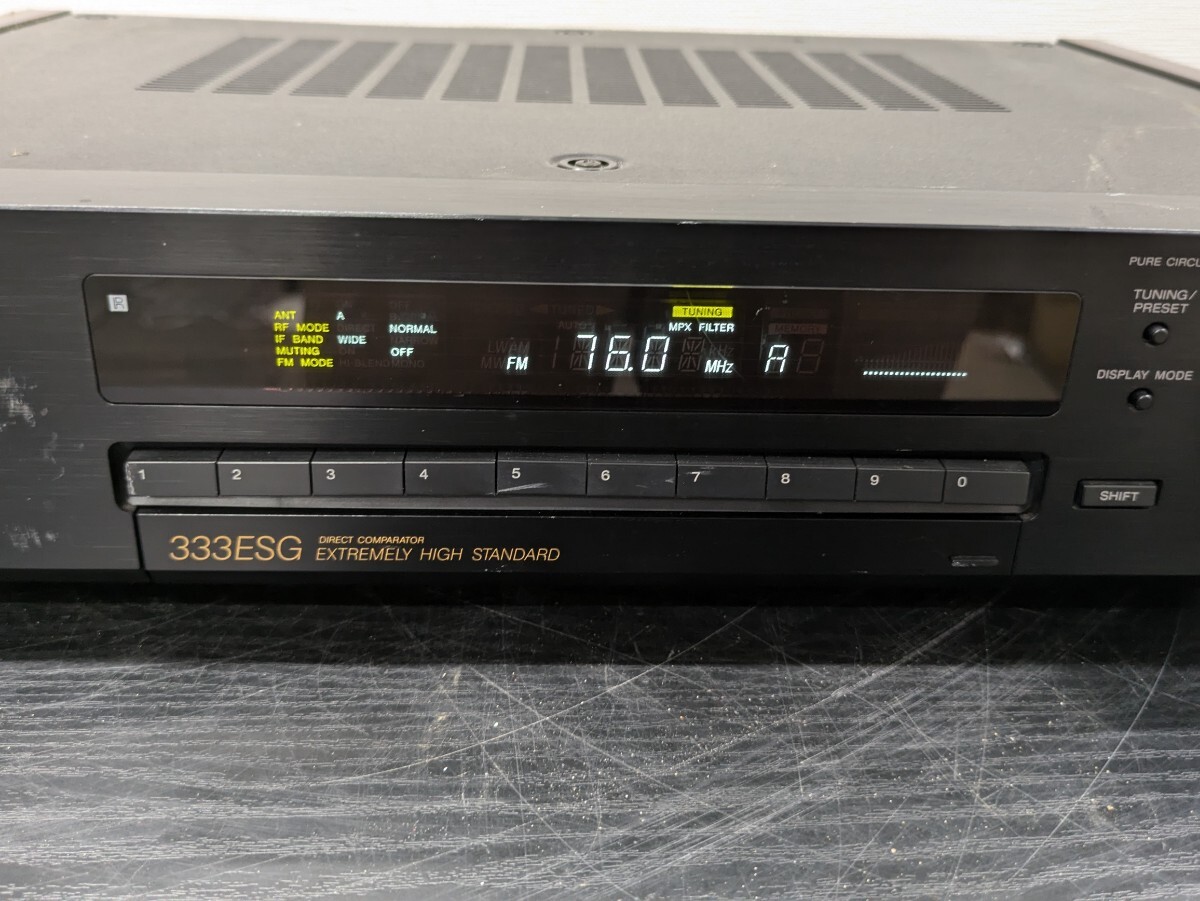 PURE CIRCU
TUNING/
PRESET
DISPLAY MODE
ANT A
RF MODE NORMAL
IF BAND WIDE
MUTING OFF
FM MODE
TUNING
MPX FILTER
FM 76.0 MHz A
MEMORY
1 2 3 4 5 6 7 8 9 0
SHIFT
333ESG DIRECT COMPARATOR
EXTREMELY HIGH STANDARD